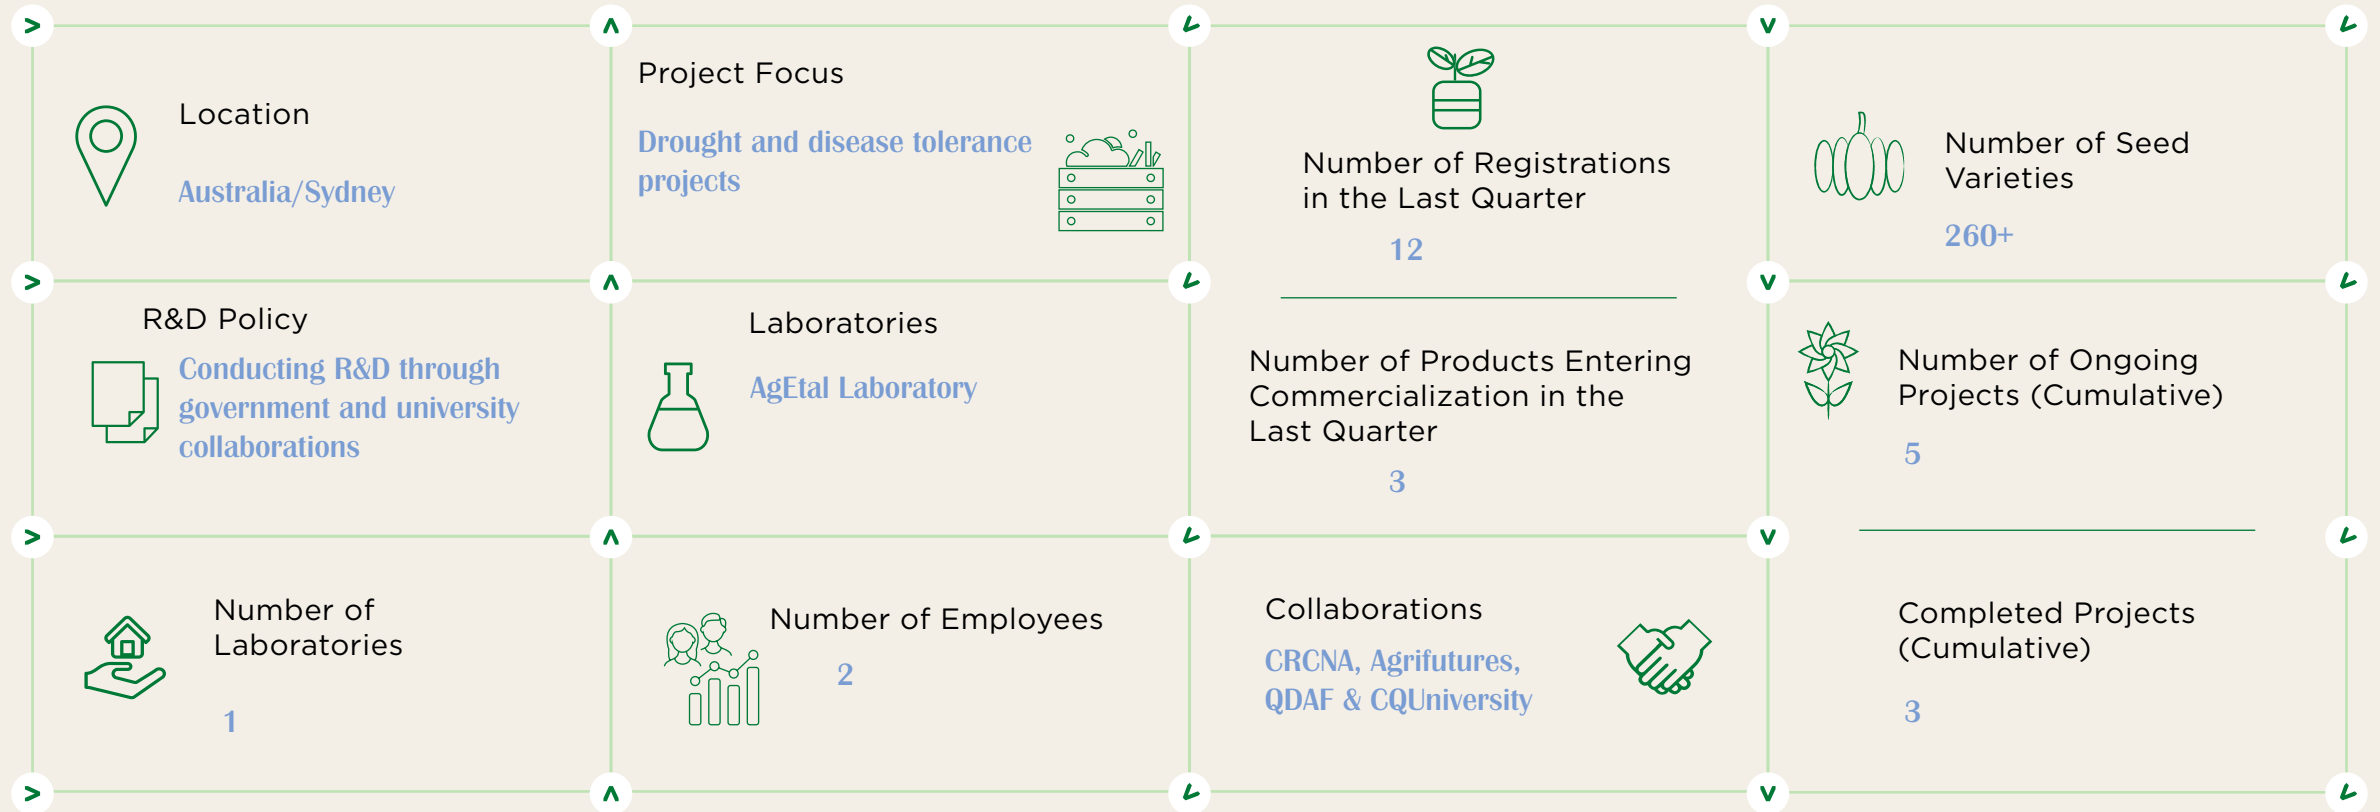 Location
Australia/Sydney
Project Focus
Drought and disease tolerance
projects
Number of Registrations
in the Last Quarter
12
Number of Seed
Varieties
260+
R&D Policy
Conducting R&D through
government and university
collaborations
Laboratories
AgEtal Laboratory
Number of Products Entering
Commercialization in the
Last Quarter
3
Number of Ongoing
Projects (Cumulative)
5
Number of
Laboratories
1
Number of Employees
2
Collaborations
CRCNA, Agrifutures,
QDAF & CQUniversity
Completed Projects
(Cumulative)
3